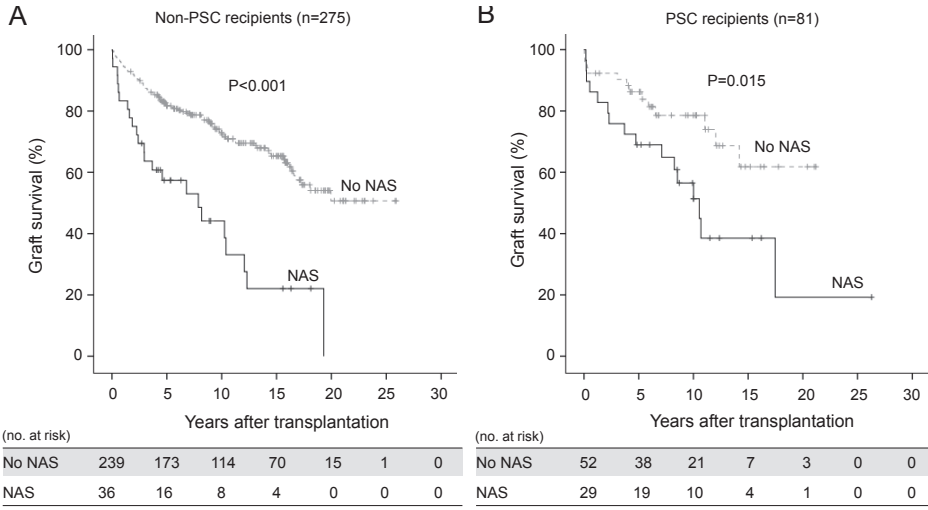 A
Non-PSC recipients (n=275)
100
80
60
40
20
0
Graft survival (%)
P<0.001
No NAS
NAS
0 5 10 15 20 25 30
Years after transplantation
(no. at risk)
No NAS 239 173 114 70 15 1 0
NAS 36 16 8 4 0 0 0
B
PSC recipients (n=81)
100
80
60
40
20
0
Graft survival (%)
P=0.015
No NAS
NAS
0 5 10 15 20 25 30
Years after transplantation
(no. at risk)
No NAS 52 38 21 7 3 0 0
NAS 29 19 10 4 1 0 0